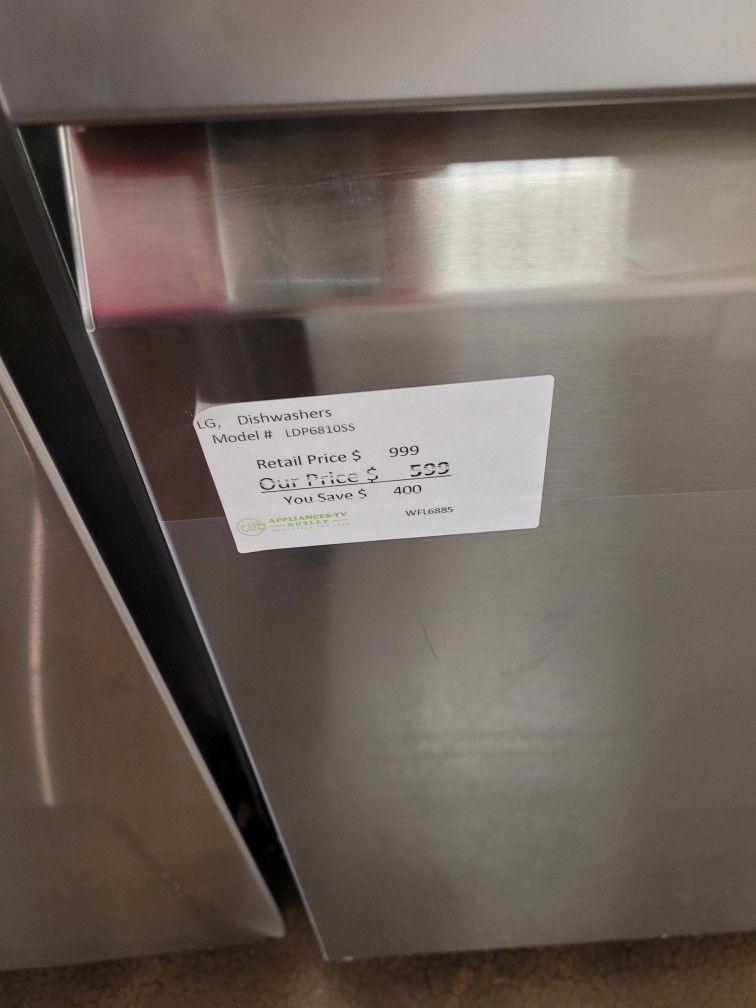 LG, Dishwashers
Model # LDP6810SS
Retail Price $ 999
Our Price $ 599
You Save $ 400
APPLIANCES-TV
OUTLET
WFL6885